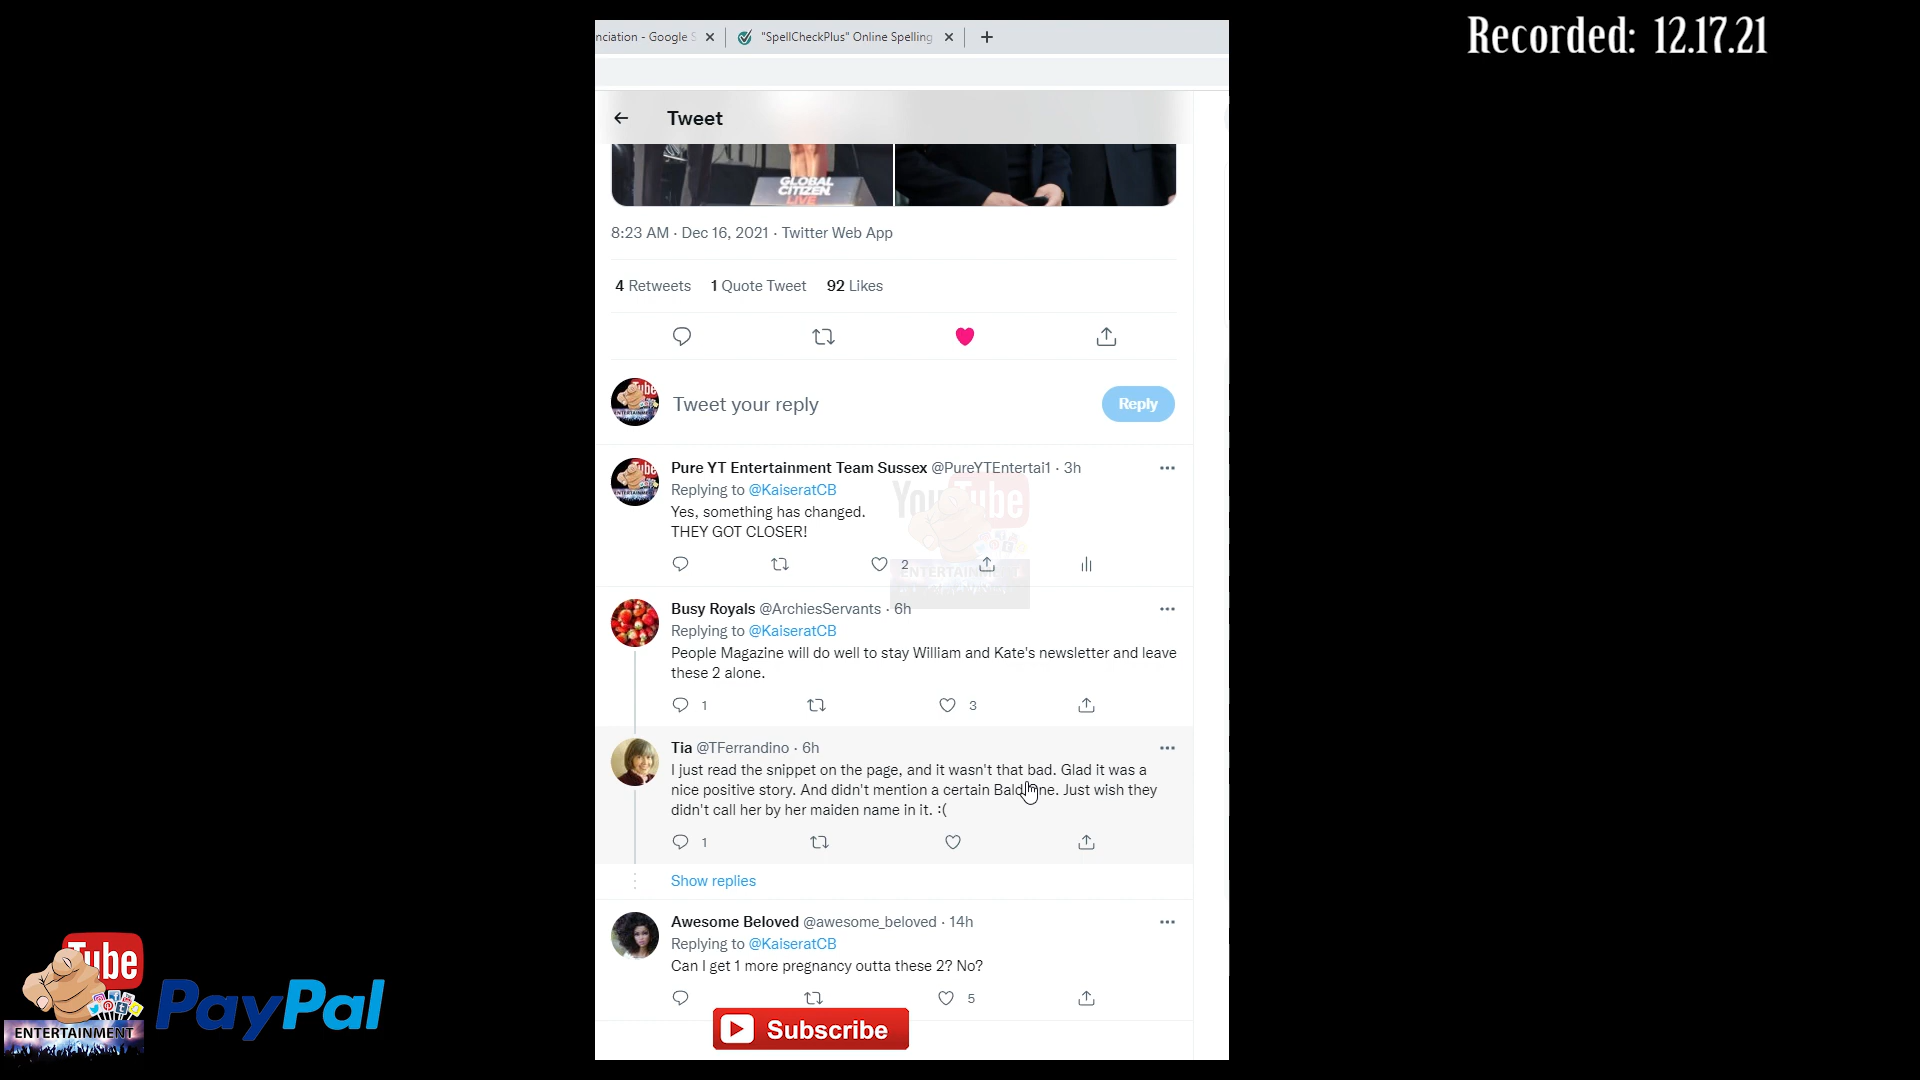 Recorded: 12.17.21
nciation - Google S
"SpellCheckPlus" Online Spelling
Tweet
GLOBAL
CITIZEN
LIVE
8:23 AM · Dec 16, 2021 · Twitter Web App
4 Retweets 1 Quote Tweet 92 Likes
Tweet your reply
Reply
Pure YT Entertainment Team Sussex @PureYTEntertai1 · 3h
Replying to @KaiseratCB
Yes, something has changed.
THEY GOT CLOSER!
2
YouTube
ENTERTAINMENT
Busy Royals @ArchiesServants · 6h
Replying to @KaiseratCB
People Magazine will do well to stay William and Kate's newsletter and leave
these 2 alone.
1 3
Tia @TFerrandino · 6h
I just read the snippet on the page, and it wasn't that bad. Glad it was a
nice positive story. And didn't mention a certain Bald one. Just wish they
didn't call her by her maiden name in it. :(
1
Show replies
Awesome Beloved @awesome_beloved · 14h
Replying to @KaiseratCB
Can I get 1 more pregnancy outta these 2? No?
5
Subscribe
Tube
ENTERTAINMENT
PayPal